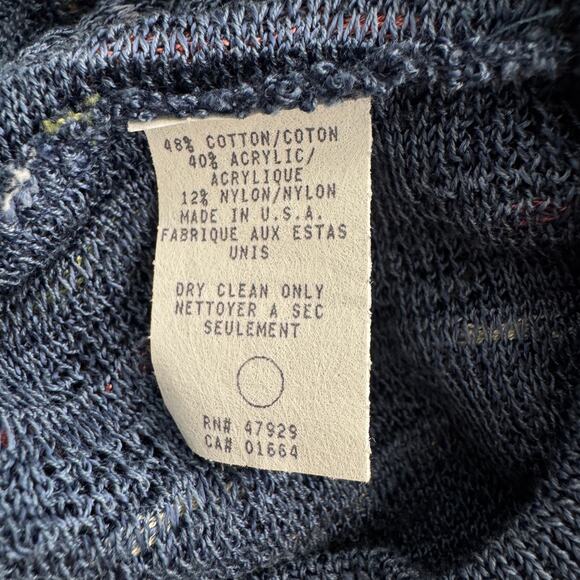 48% COTTON/COTON
40% ACRYLIC/
ACRYLIQUE
12% NYLON/NYLON
MADE IN U.S.A.
FABRIQUE AUX ESTAS
UNIS
DRY CLEAN ONLY
NETTOYER A SEC
SEULEMENT
RN# 47929
CA# 01664